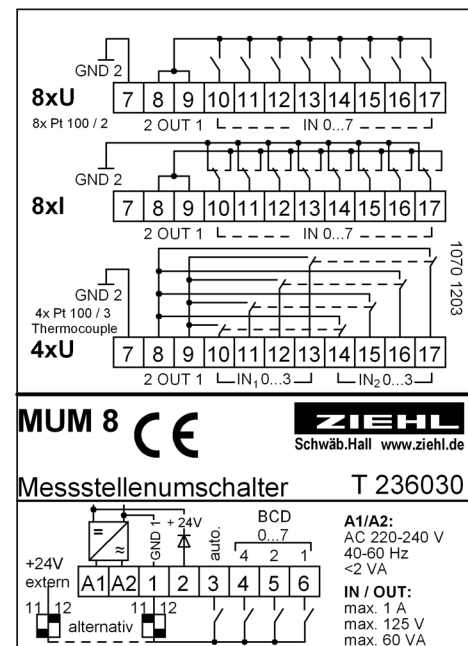 GND 2
8xU
7 8 9 10 11 12 13 14 15 16 17
8x Pt 100 / 2
2 OUT 1 IN 0...7
GND 2
8xI
7 8 9 10 11 12 13 14 15 16 17
2 OUT 1 IN 0...7
1070 1203
GND 2
4x Pt 100 / 3
Thermocouple
4xU
7 8 9 10 11 12 13 14 15 16 17
2 OUT 1 IN1 0...3 IN2 0...3
MUM 8 CE
ZIEHL
Schwäb.Hall www.ziehl.de
Messstellenumschalter T 236030
= ≈
GND 1
+ 24V
auto.
BCD
0...7
4 2 1
+24V
extern
A1 A2 1 2 3 4 5 6
11 12 alternativ 11 12
A1/A2:
AC 220-240 V
40-60 Hz
<2 VA
IN / OUT:
max. 1 A
max. 125 V
max. 60 VA